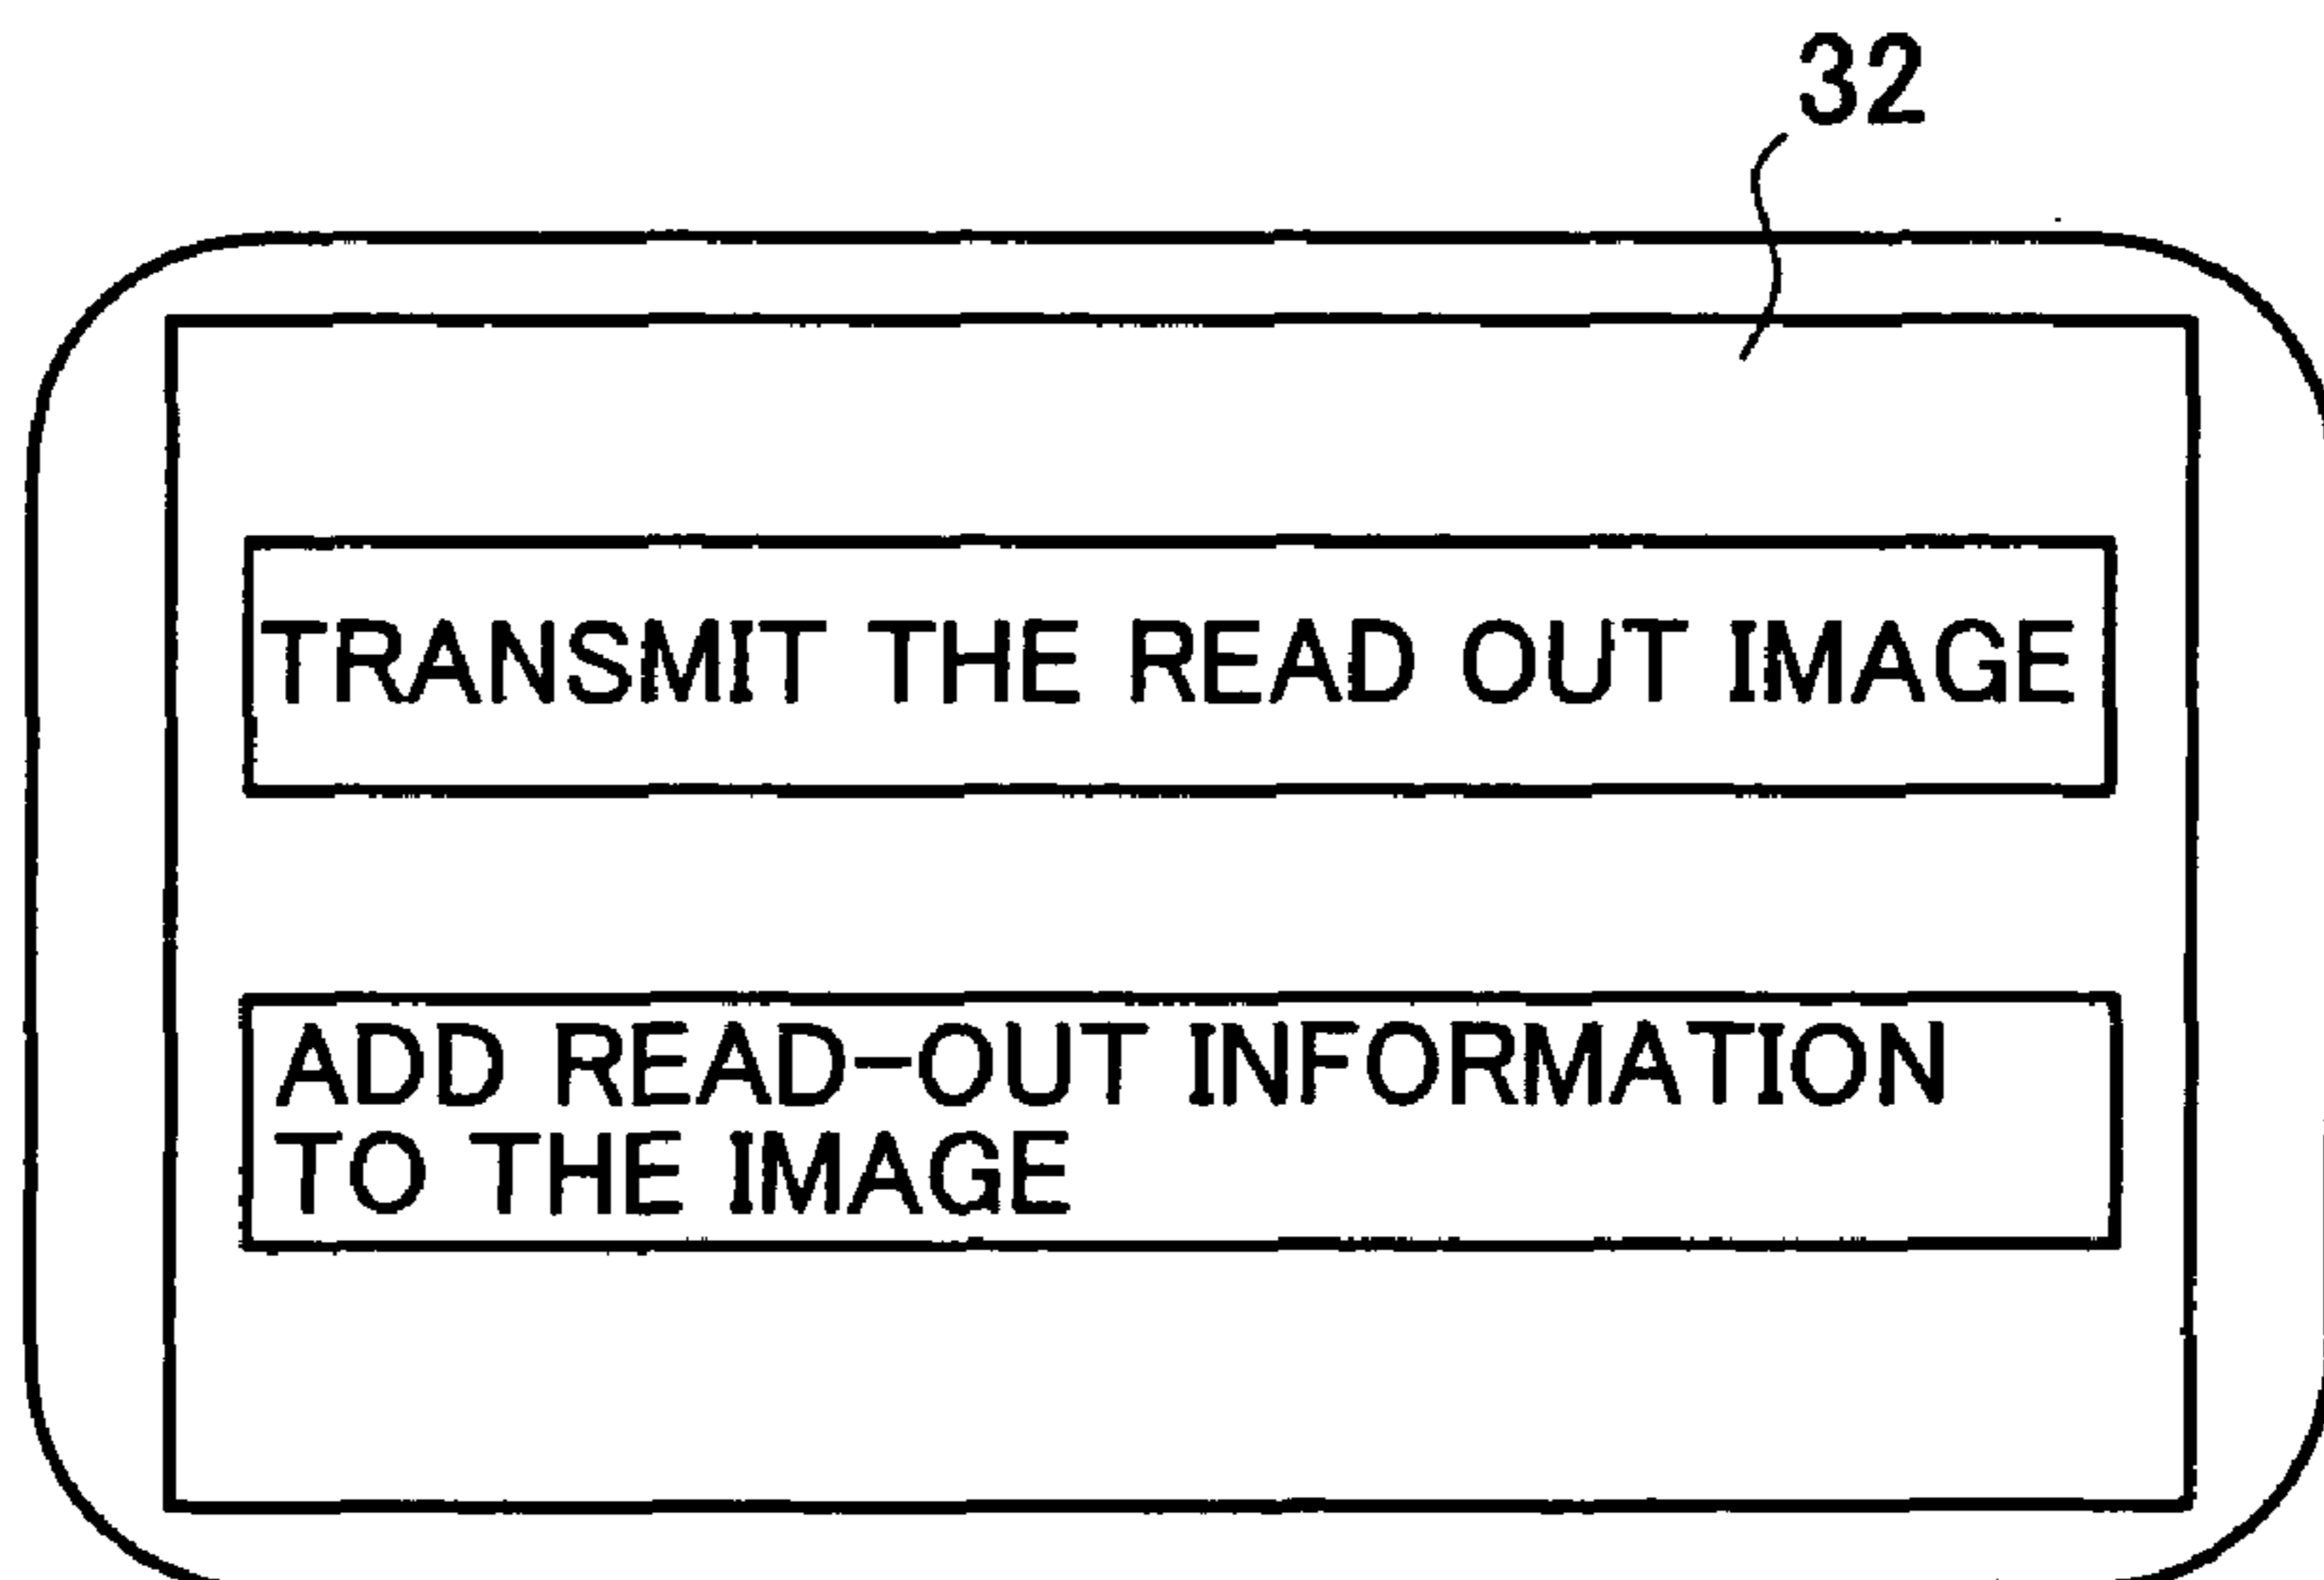 32
TRANSMIT THE READ OUT IMAGE
ADD READ-OUT INFORMATION
TO THE IMAGE